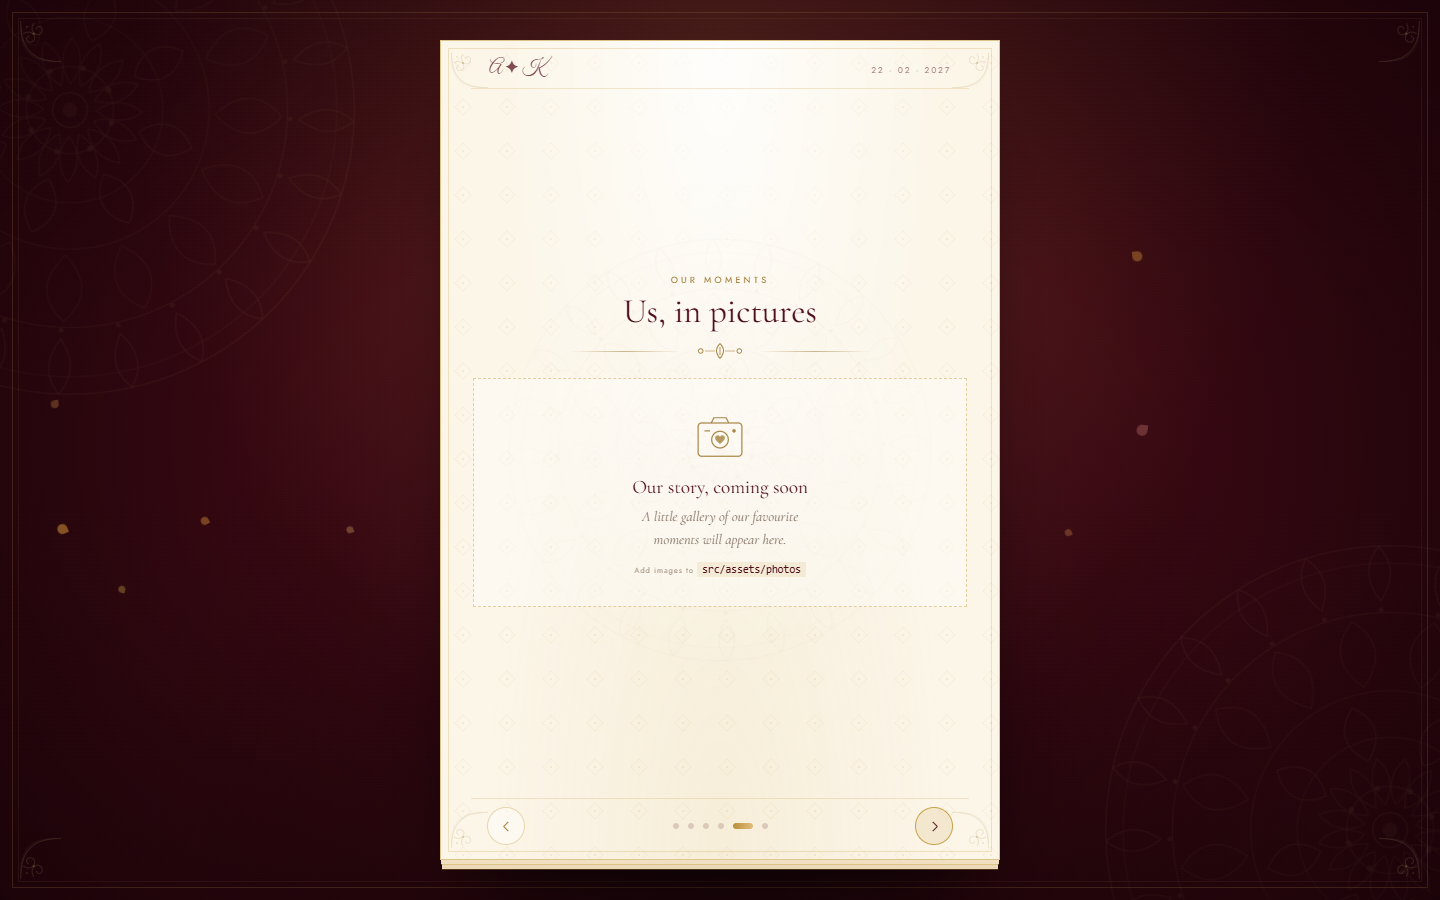 A✦K
22 · 02 · 2027
OUR MOMENTS
Us, in pictures
Our story, coming soon
A little gallery of our favourite
moments will appear here.
Add images to src/assets/photos